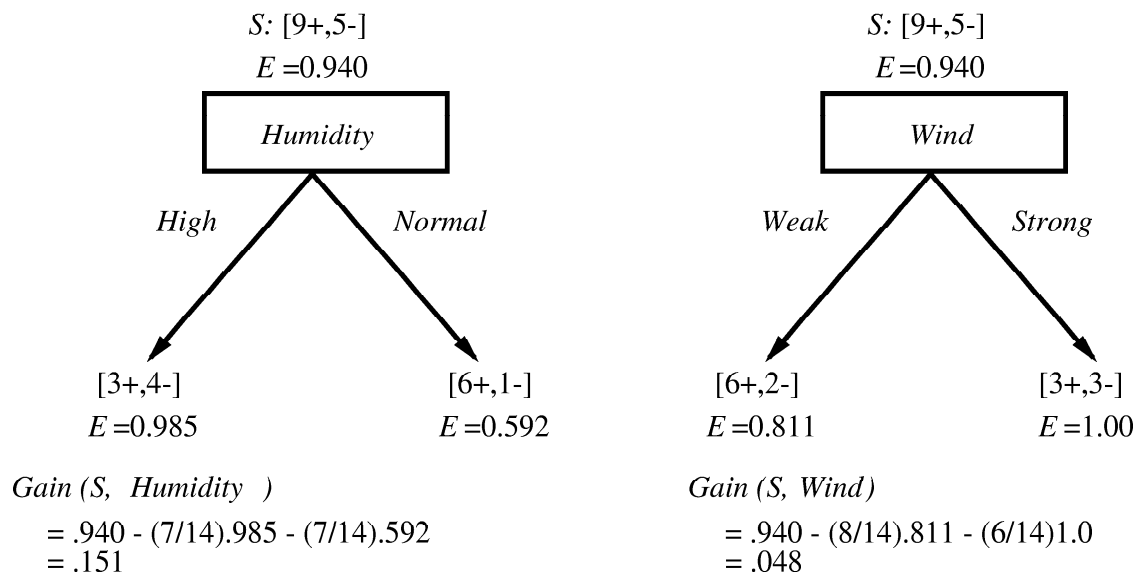 S: [9+,5-]
E =0.940
Humidity
High
Normal
[3+,4-]
E =0.985
[6+,1-]
E =0.592
Gain (S, Humidity )
= .940 - (7/14).985 - (7/14).592
= .151
S: [9+,5-]
E =0.940
Wind
Weak
Strong
[6+,2-]
E =0.811
[3+,3-]
E =1.00
Gain (S, Wind)
= .940 - (8/14).811 - (6/14)1.0
= .048